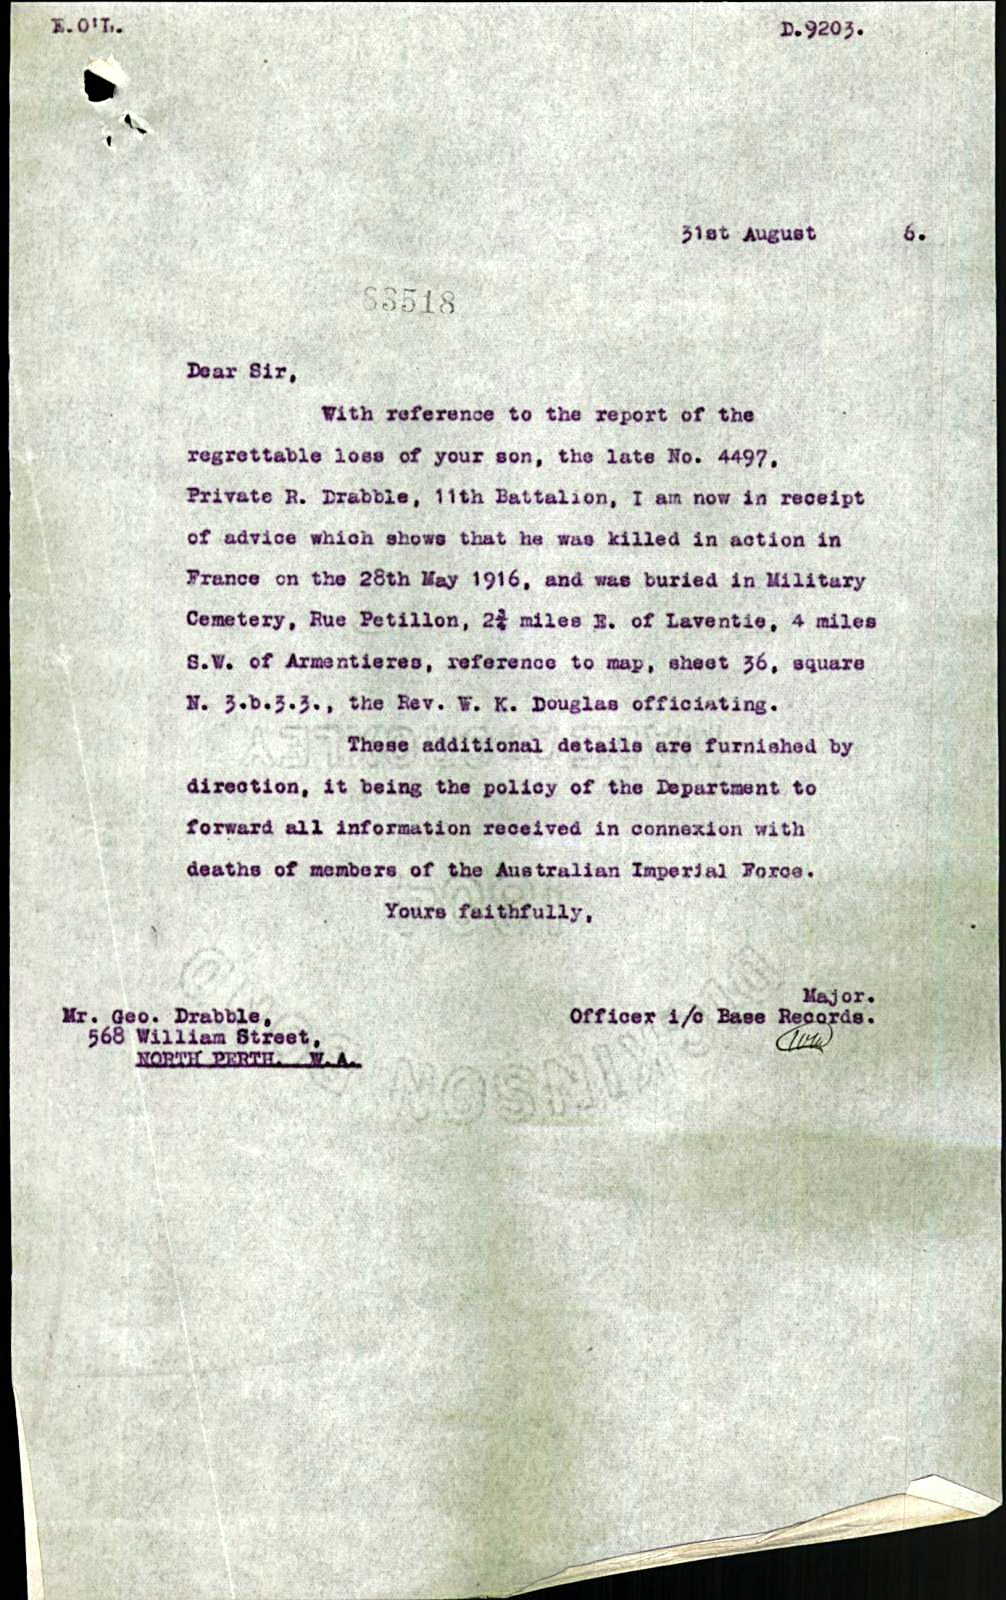 E.O'L.
D.9203.
31st August 6.
63518
Dear Sir,
With reference to the report of the
regrettable loss of your son, the late No. 4497,
Private R. Drabble, 11th Battalion, I am now in receipt
of advice which shows that he was killed in action in
France on the 28th May 1916, and was buried in Military
Cemetery, Rue Petillon, 2¾ miles E. of Laventie, 4 miles
S.W. of Armentieres, reference to map, sheet 36, square
N. 3.b.3.3., the Rev. W. K. Douglas officiating.
These additional details are furnished by
direction, it being the policy of the Department to
forward all information received in connexion with
deaths of members of the Australian Imperial Force.
Yours faithfully,
Major.
Officer i/c Base Records.
Mr. Geo. Drabble,
568 William Street,
NORTH PERTH. W.A.